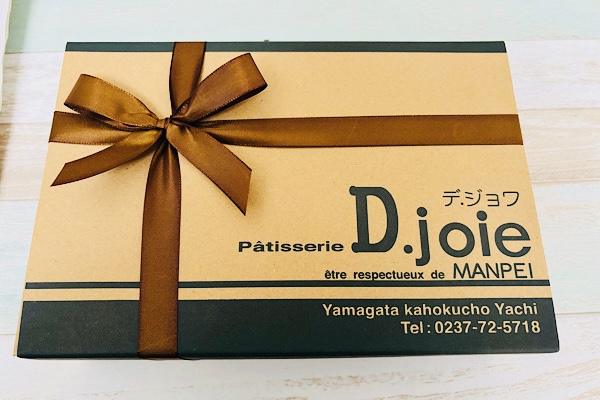 デ.ジョワ
Pâtisserie D.joie
être respectueux de MANPEI
Yamagata kahokucho Yachi
Tel : 0237-72-5718